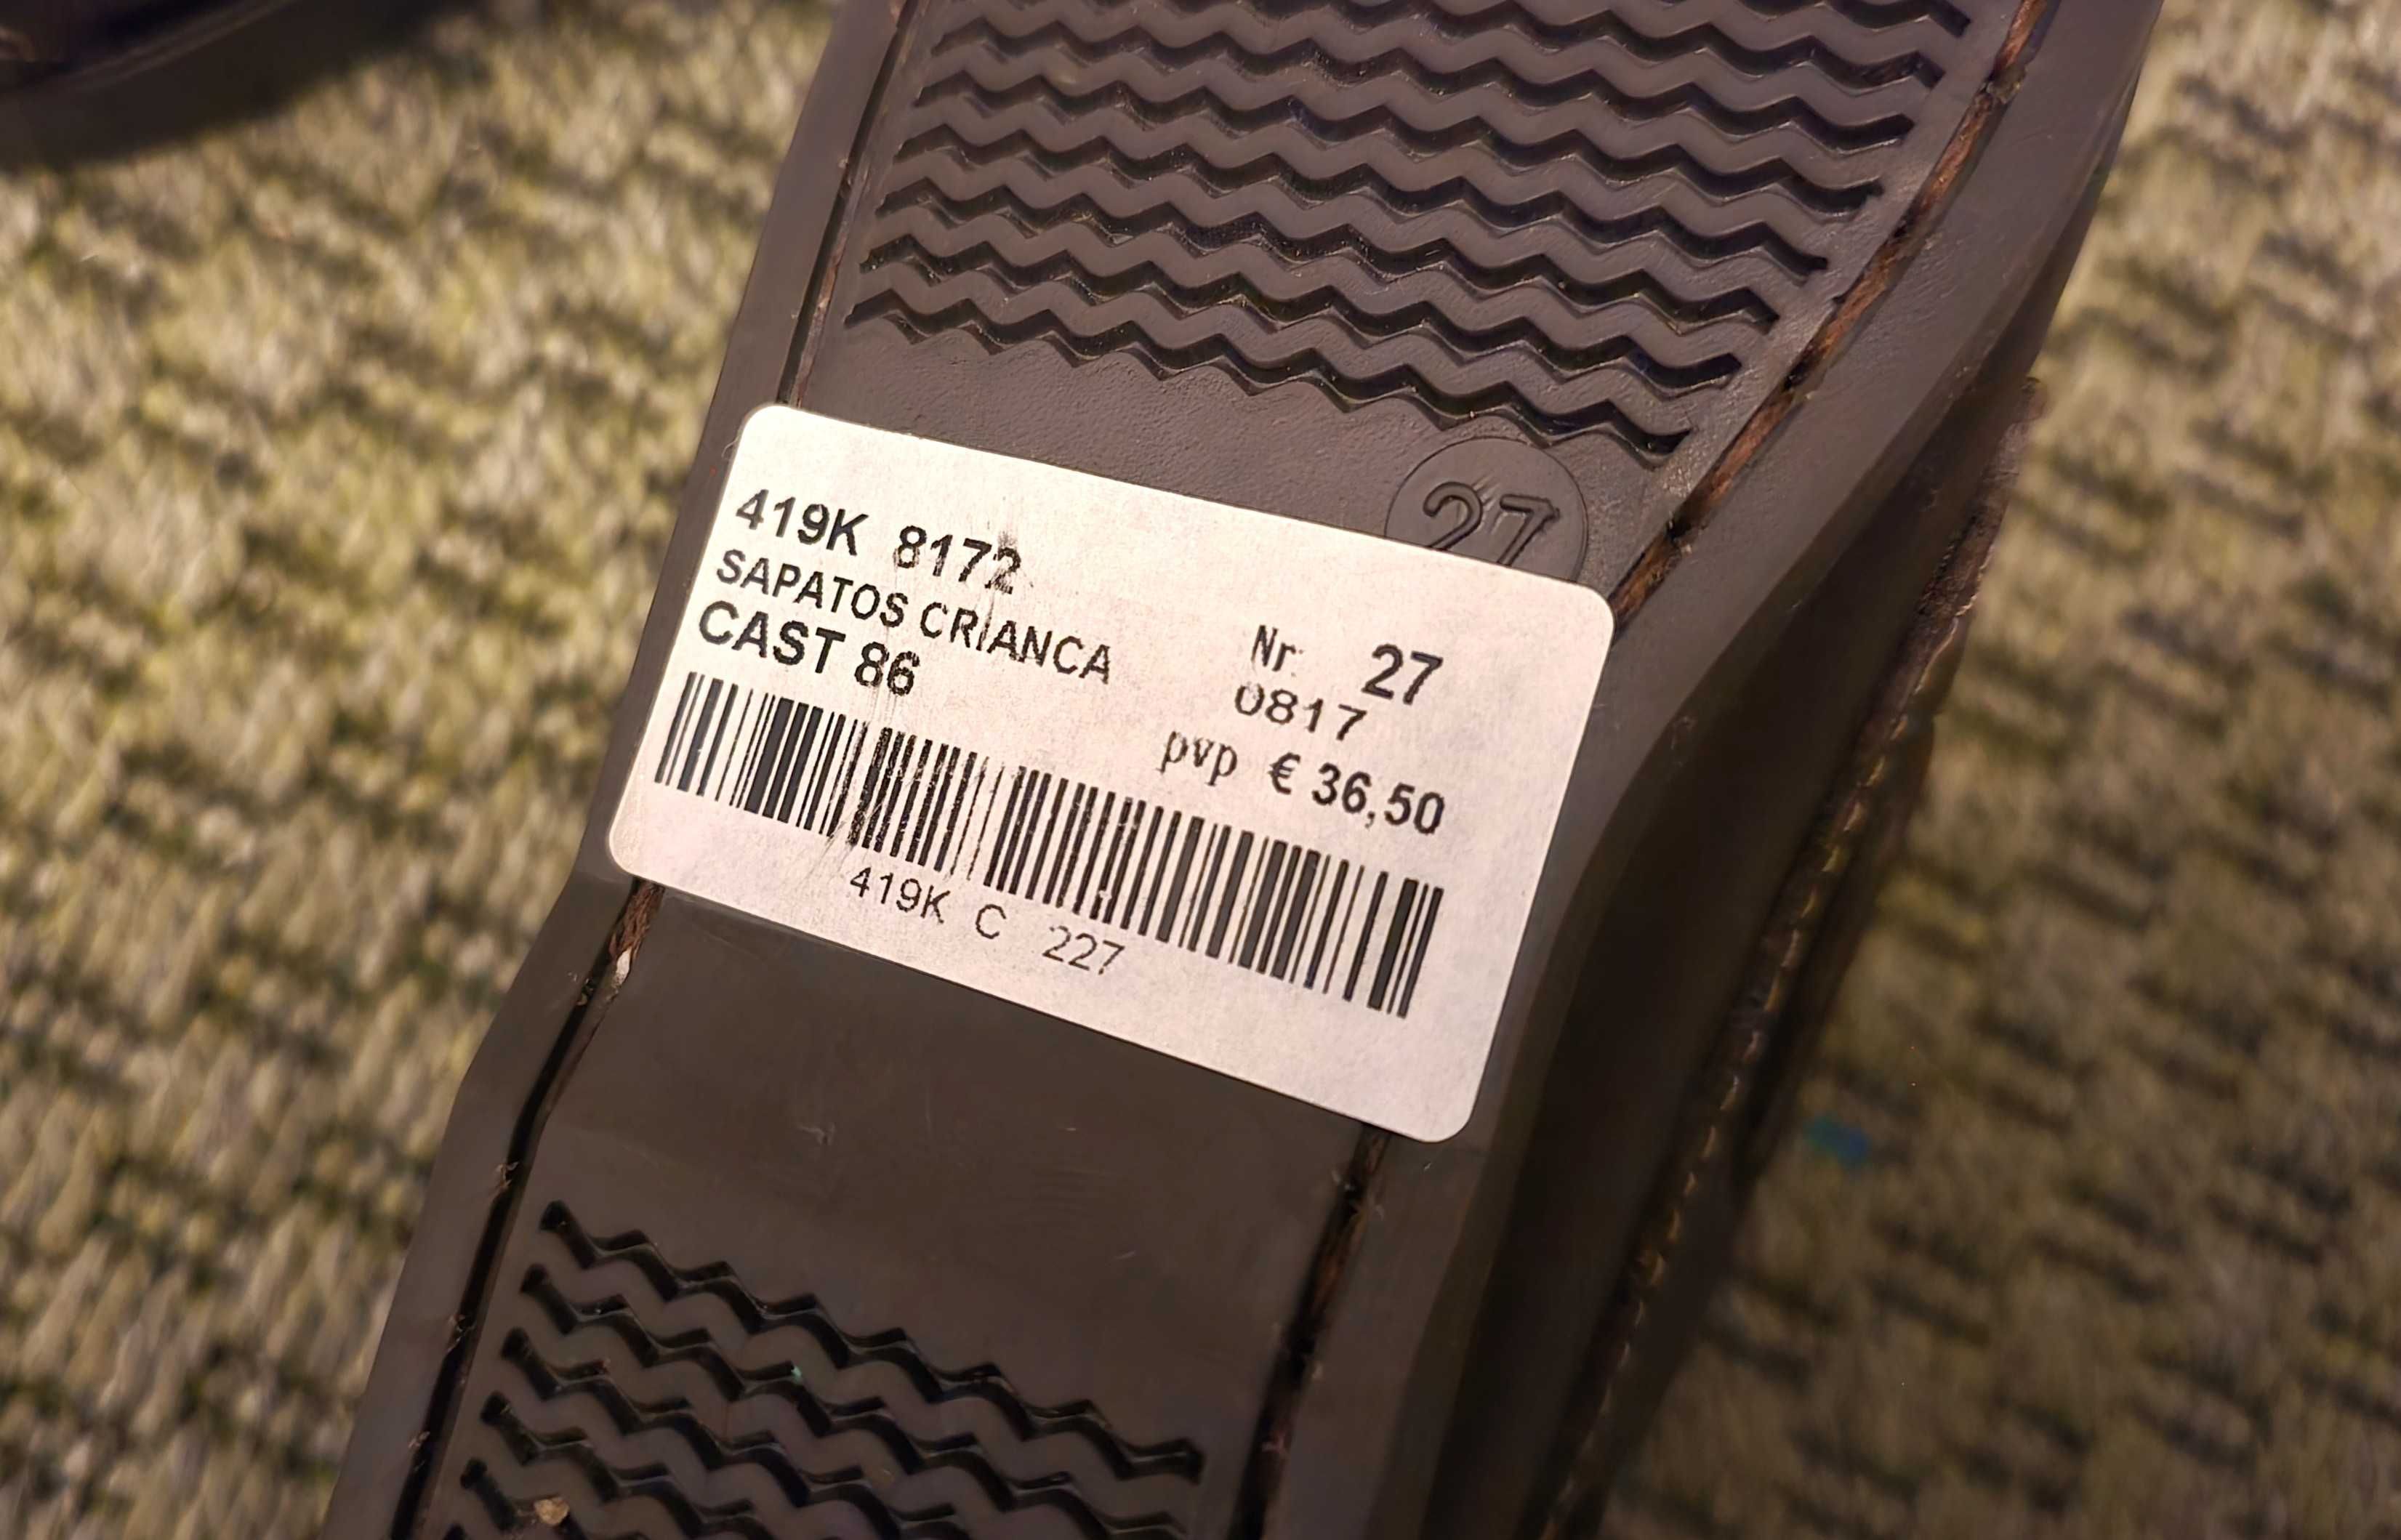 27
419K 8172
SAPATOS CRIANCA
CAST 86
Nr 27
0817
pvp € 36,50
419K C 227